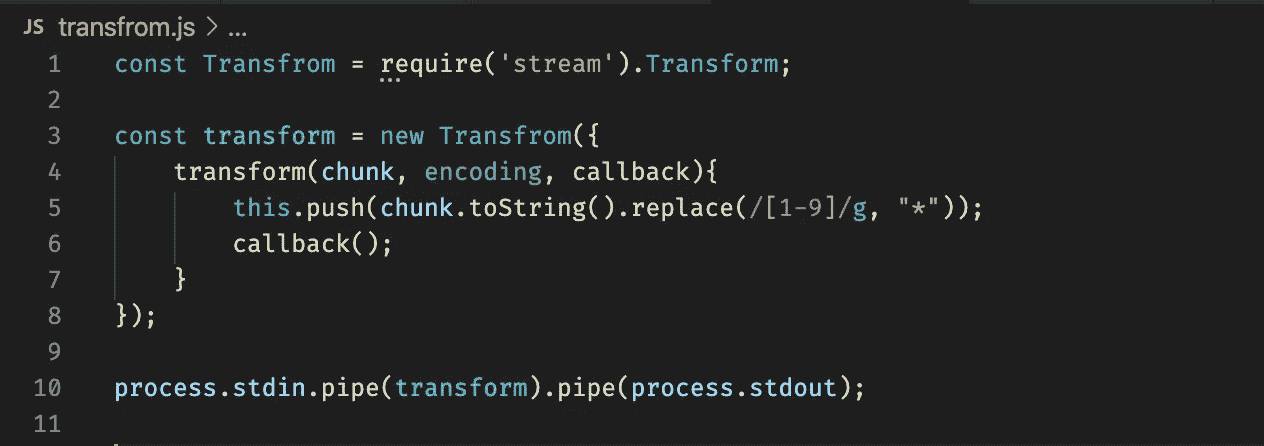 JS transfrom.js > ...
1 const Transfrom = require('stream').Transform;
2
3 const transform = new Transfrom({
4 transform(chunk, encoding, callback){
5 this.push(chunk.toString().replace(/[1-9]/g, "*"));
6 callback();
7 }
8 });
9
10 process.stdin.pipe(transform).pipe(process.stdout);
11